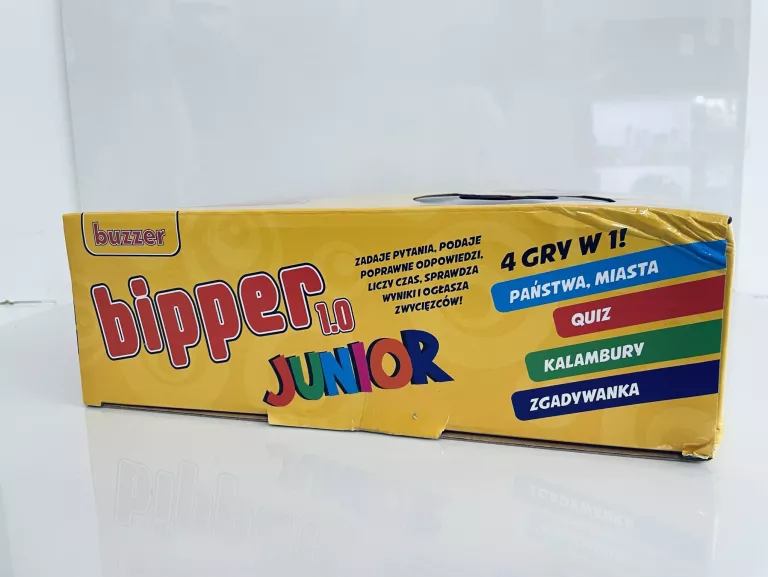 buzzer
bipper 1.0
JUNIOR
ZADAJE PYTANIA, PODAJE
POPRAWNE ODPOWIEDZI,
LICZY CZAS, SPRAWDZA
WYNIKI I OGŁASZA
ZWYCIĘZCÓW!
4 GRY W 1!
PAŃSTWA, MIASTA
QUIZ
KALAMBURY
ZGADYWANKA